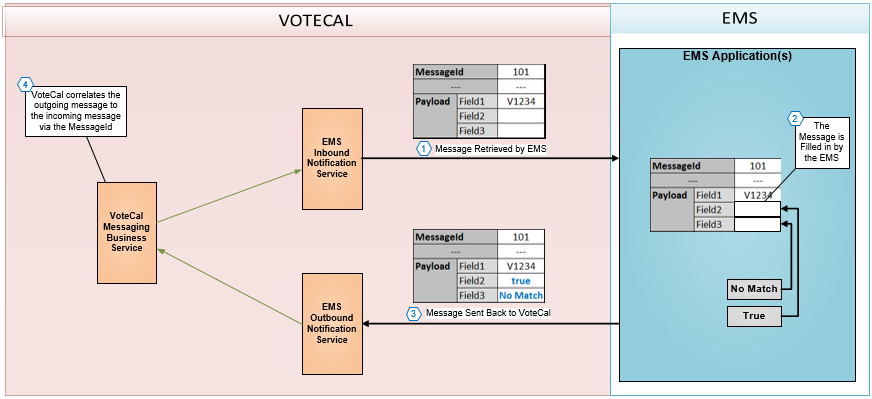 VOTECAL
EMS
4
VoteCal correlates the
outgoing message to
the incoming message
via the MessageId
VoteCal
Messaging
Business
Service
EMS
Inbound
Notification
Service
EMS
Outbound
Notification
Service
MessageId 101
--- ---
Payload Field1 V1234
Field2
Field3
1 Message Retrieved by EMS
MessageId 101
--- ---
Payload Field1 V1234
Field2 true
Field3 No Match
3 Message Sent Back to VoteCal
EMS Application(s)
2
The
Message is
Filled in by
the EMS
MessageId 101
--- ---
Payload Field1 V1234
Field2
Field3
No Match
True